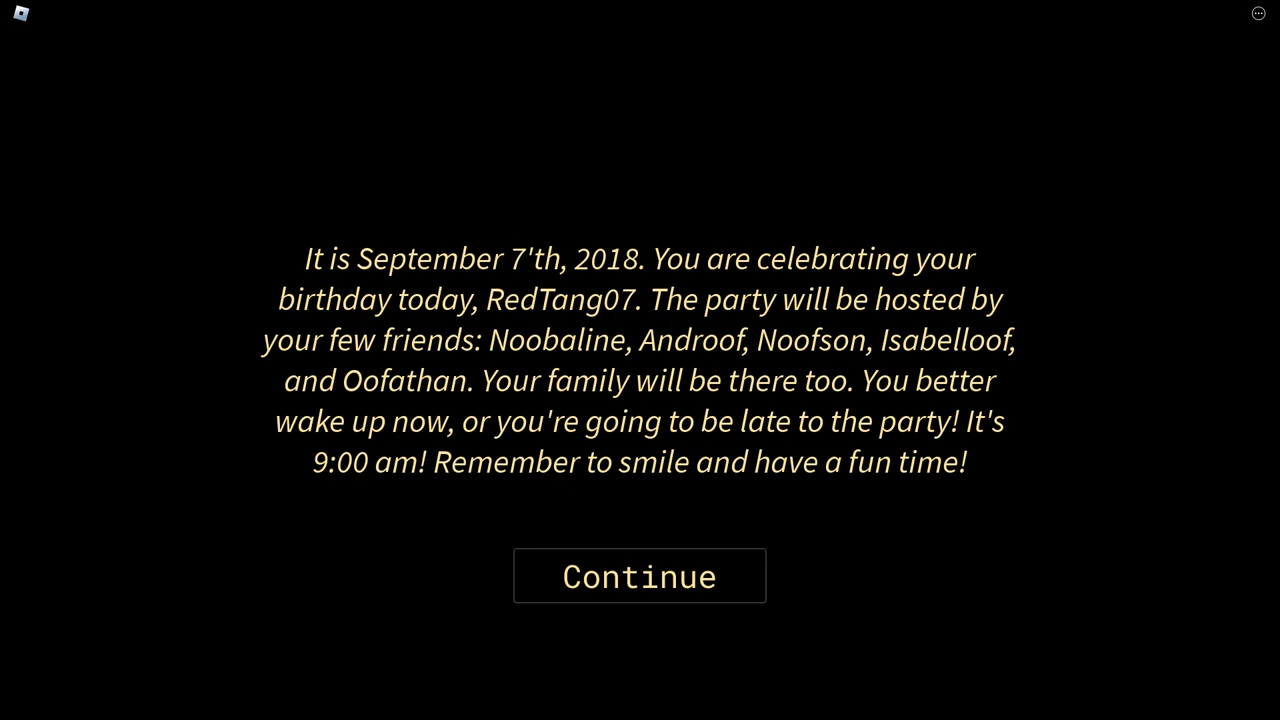 It is September 7'th, 2018. You are celebrating your
birthday today, RedTang07. The party will be hosted by
your few friends: Noobaline, Androof, Noofson, Isabelloof,
and Oofathan. Your family will be there too. You better
wake up now, or you're going to be late to the party! It's
9:00 am! Remember to smile and have a fun time!
Continue